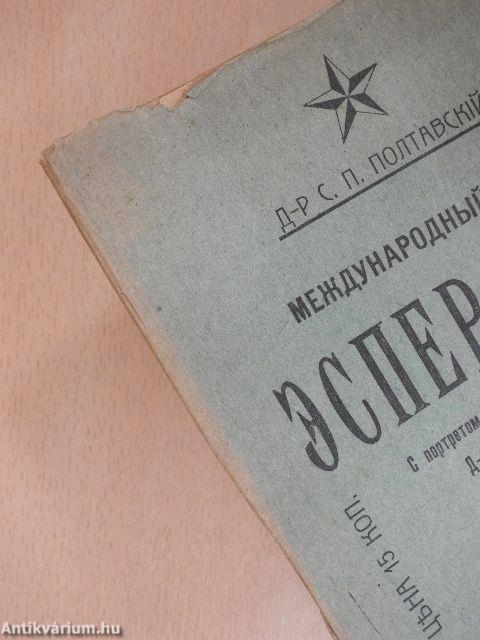 Д-Р С. П. ПОЛТАВСКІЙ
МЕЖДУНАРОДНЫЙ
ЭСПЕР
С портретом
Д-
ЦѢНА 15 КОП.
Antikvárium.hu